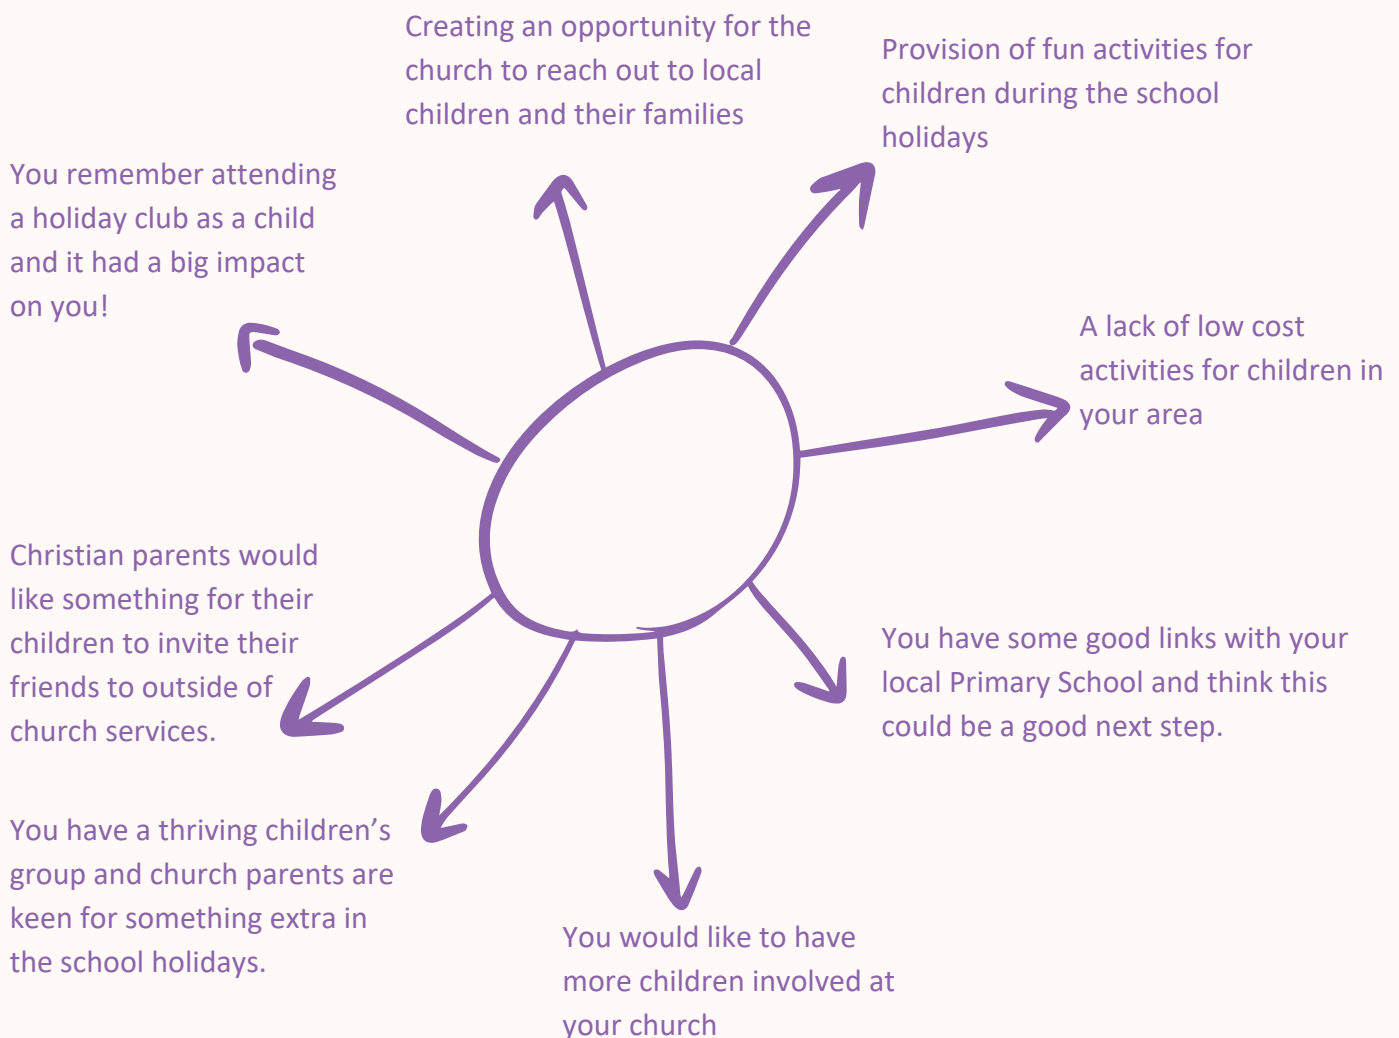 Creating an opportunity for the
church to reach out to local
children and their families
Provision of fun activities for
children during the school
holidays
You remember attending
a holiday club as a child
and it had a big impact
on you!
A lack of low cost
activities for children in
your area
Christian parents would
like something for their
children to invite their
friends to outside of
church services.
You have some good links with your
local Primary School and think this
could be a good next step.
You have a thriving children’s
group and church parents are
keen for something extra in
the school holidays.
You would like to have
more children involved at
your church